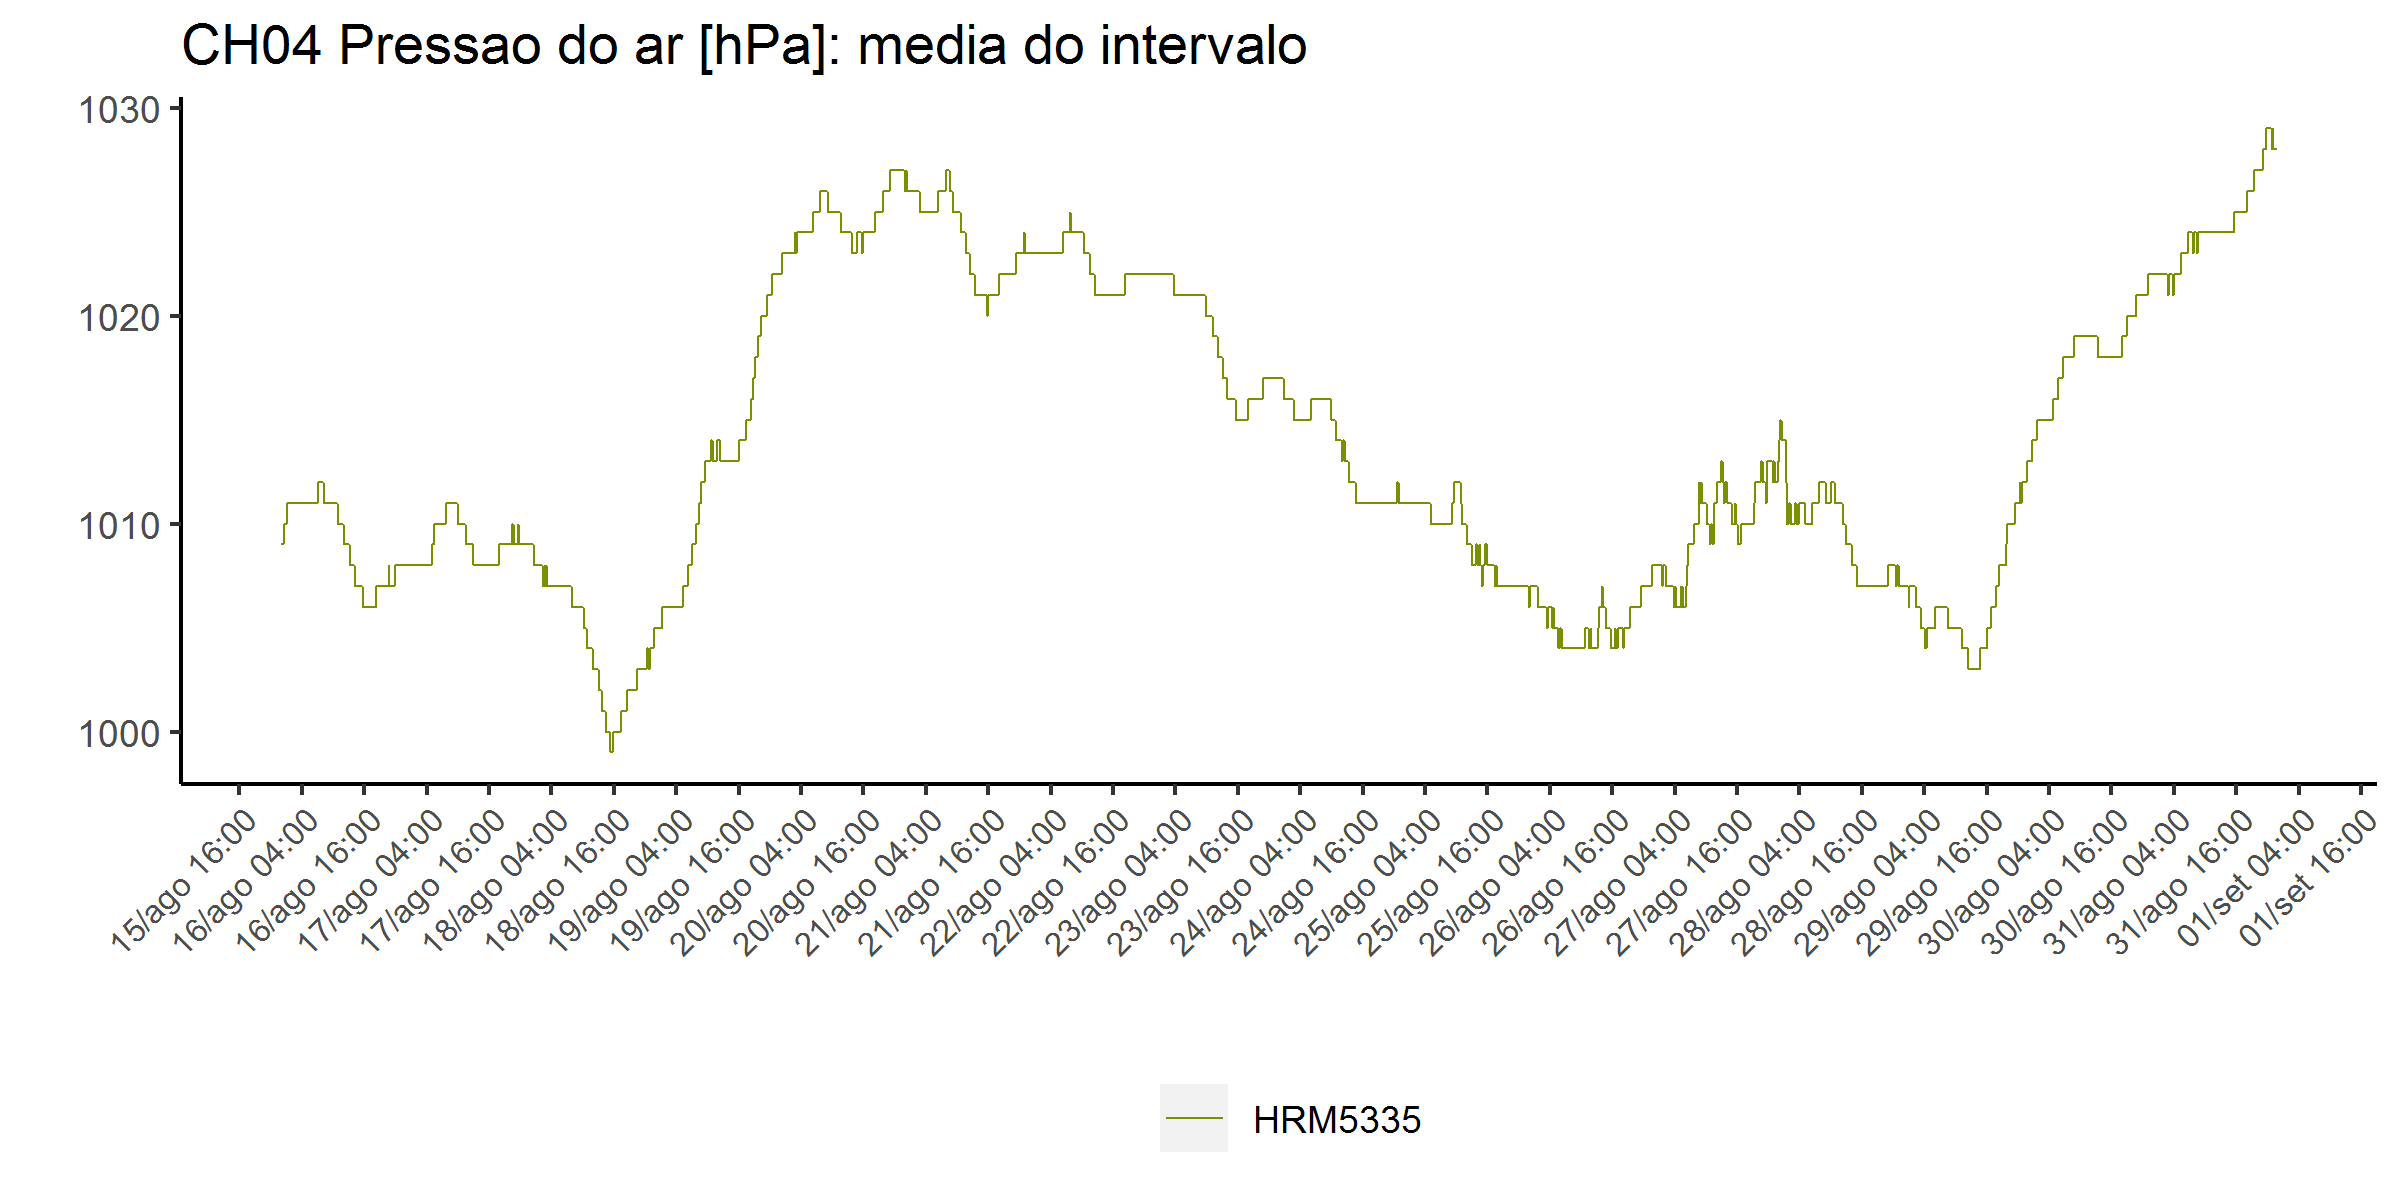 CH04 Pressao do ar [hPa]: media do intervalo
1030
1020
1010
1000
15/ago 16:00
16/ago 04:00
16/ago 16:00
17/ago 04:00
17/ago 16:00
18/ago 04:00
18/ago 16:00
19/ago 04:00
19/ago 16:00
20/ago 04:00
20/ago 16:00
21/ago 04:00
21/ago 16:00
22/ago 04:00
22/ago 16:00
23/ago 04:00
23/ago 16:00
24/ago 04:00
24/ago 16:00
25/ago 04:00
25/ago 16:00
26/ago 04:00
26/ago 16:00
27/ago 04:00
27/ago 16:00
28/ago 04:00
28/ago 16:00
29/ago 04:00
29/ago 16:00
30/ago 04:00
30/ago 16:00
31/ago 04:00
31/ago 16:00
01/set 04:00
01/set 16:00
HRM5335